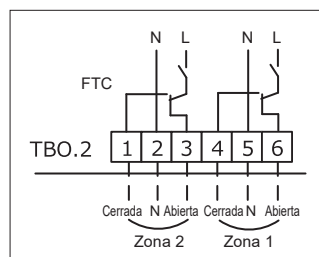 N L N L
FTC
TBO.2 1 2 3 4 5 6
Cerrada N Abierta Cerrada N Abierta
Zona 2 Zona 1